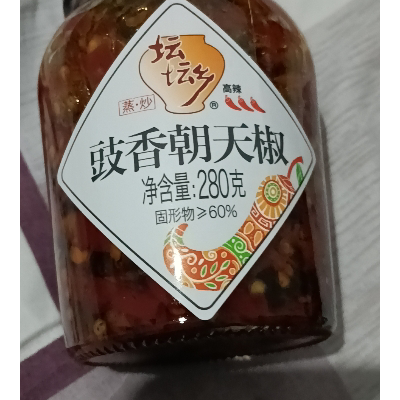 坛
坛乡
®
高辣
蒸·炒
豉香朝天椒
净含量:280克
固形物≥60%